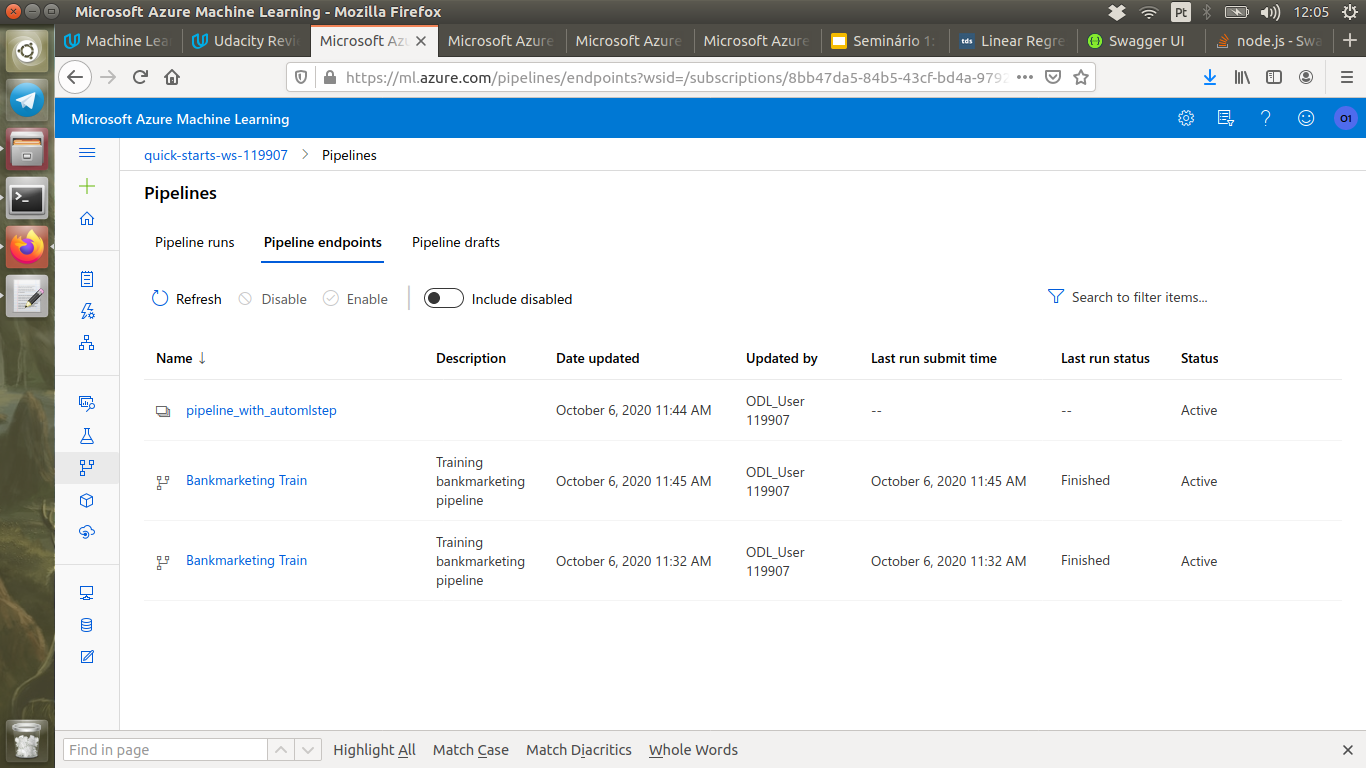 Microsoft Azure Machine Learning - Mozilla Firefox
Pt
12:05
Machine Lea
Udacity Revi
Microsoft Azu
Microsoft Azure
Microsoft Azure
Microsoft Azure
Seminário 1:
tds
Linear Regre
Swagger UI
node.js - Swa
https://ml.azure.com/pipelines/endpoints?wsid=/subscriptions/8bb47da5-84b5-43cf-bd4a-9792
Microsoft Azure Machine Learning
O1
quick-starts-ws-119907 > Pipelines
Pipelines
Pipeline runs
Pipeline endpoints
Pipeline drafts
Refresh
Disable
Enable
Include disabled
Search to filter items...
Name ↓
Description
Date updated
Updated by
Last run submit time
Last run status
Status
pipeline_with_automlstep
October 6, 2020 11:44 AM
ODL_User
119907
--
--
Active
Bankmarketing Train
Training
bankmarketing
pipeline
October 6, 2020 11:45 AM
ODL_User
119907
October 6, 2020 11:45 AM
Finished
Active
Bankmarketing Train
Training
bankmarketing
pipeline
October 6, 2020 11:32 AM
ODL_User
119907
October 6, 2020 11:32 AM
Finished
Active
Find in page
Highlight All
Match Case
Match Diacritics
Whole Words